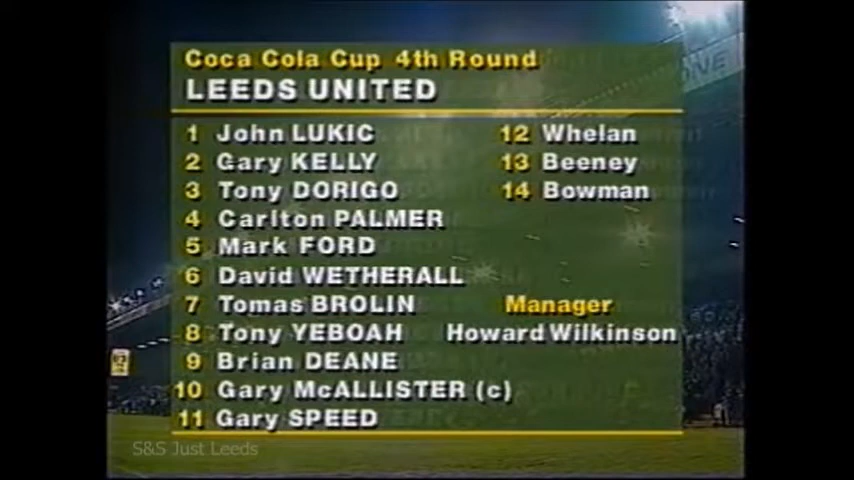 Coca Cola Cup 4th Round
LEEDS UNITED
1 John LUKIC
2 Gary KELLY
3 Tony DORIGO
4 Carlton PALMER
5 Mark FORD
6 David WETHERALL
7 Tomas BROLIN
8 Tony YEBOAH
9 Brian DEANE
10 Gary McALLISTER (c)
11 Gary SPEED
12 Whelan
13 Beeney
14 Bowman
Manager
Howard Wilkinson
S&S Just Leeds